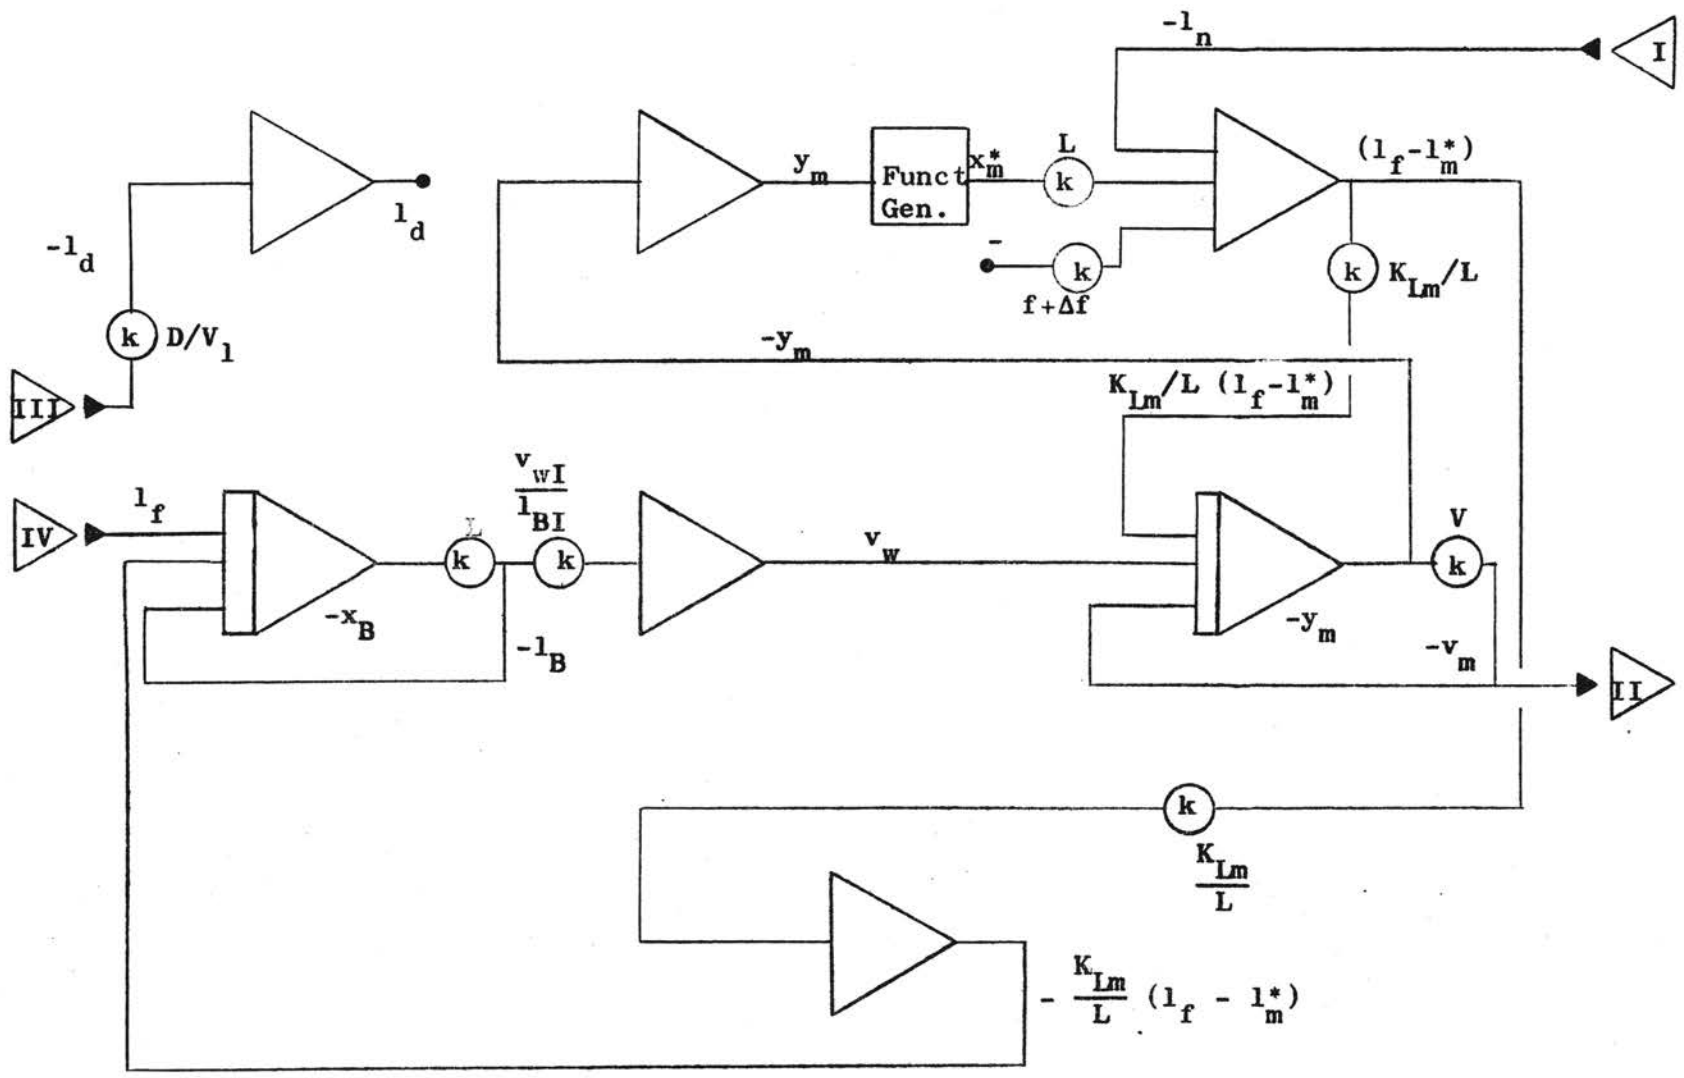 -l_n
I
L
(l_f-l*_m)
y_m
x*_m
k
Funct
Gen.
l_d
-l_d
-
k
f+Δf
k
K_Lm/L
k
D/V_l
-y_m
III
K_Lm/L (l_f-l*_m)
v_wI
l_BI
l_f
IV
L
k
k
v_w
V
k
-x_B
-l_B
-y_m
-v_m
II
k
K_Lm
L
- K_Lm
L
(l_f - l*_m)